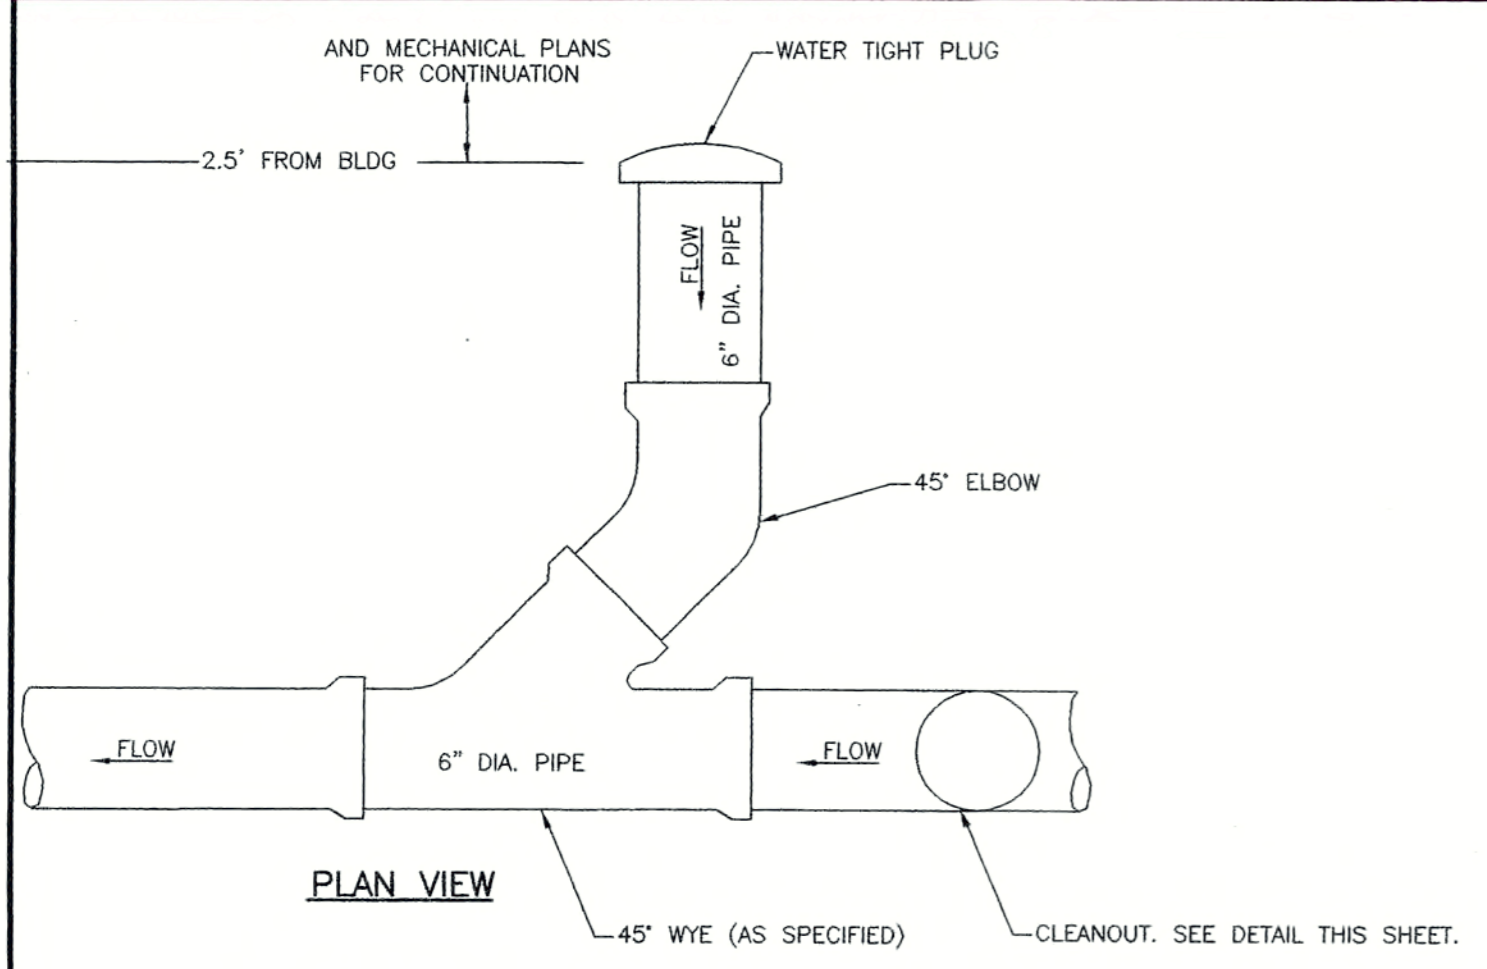 AND MECHANICAL PLANS
FOR CONTINUATION
WATER TIGHT PLUG
2.5' FROM BLDG
FLOW
6" DIA. PIPE
45° ELBOW
FLOW
6" DIA. PIPE
FLOW
PLAN VIEW
45° WYE (AS SPECIFIED)
CLEANOUT. SEE DETAIL THIS SHEET.